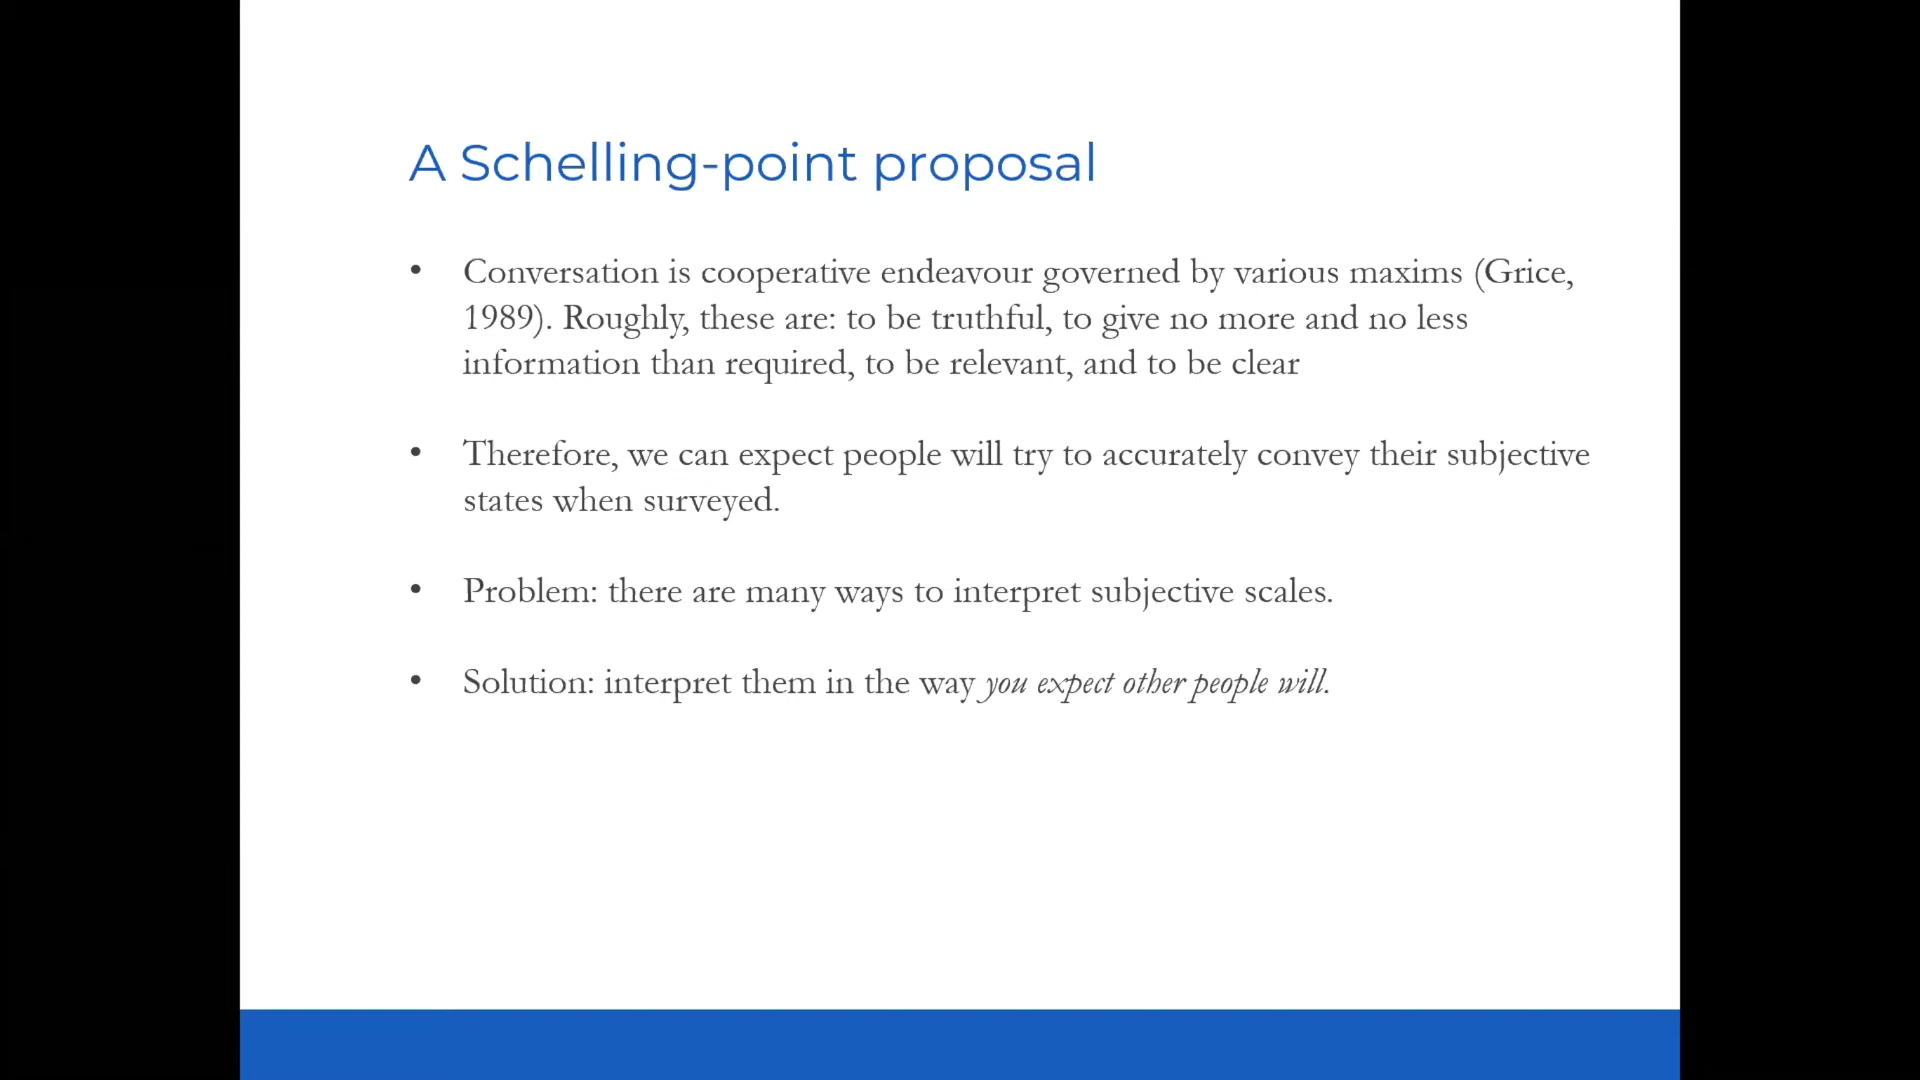 A Schelling-point proposal
• Conversation is cooperative endeavour governed by various maxims (Grice,
1989). Roughly, these are: to be truthful, to give no more and no less
information than required, to be relevant, and to be clear
• Therefore, we can expect people will try to accurately convey their subjective
states when surveyed.
• Problem: there are many ways to interpret subjective scales.
• Solution: interpret them in the way you expect other people will.